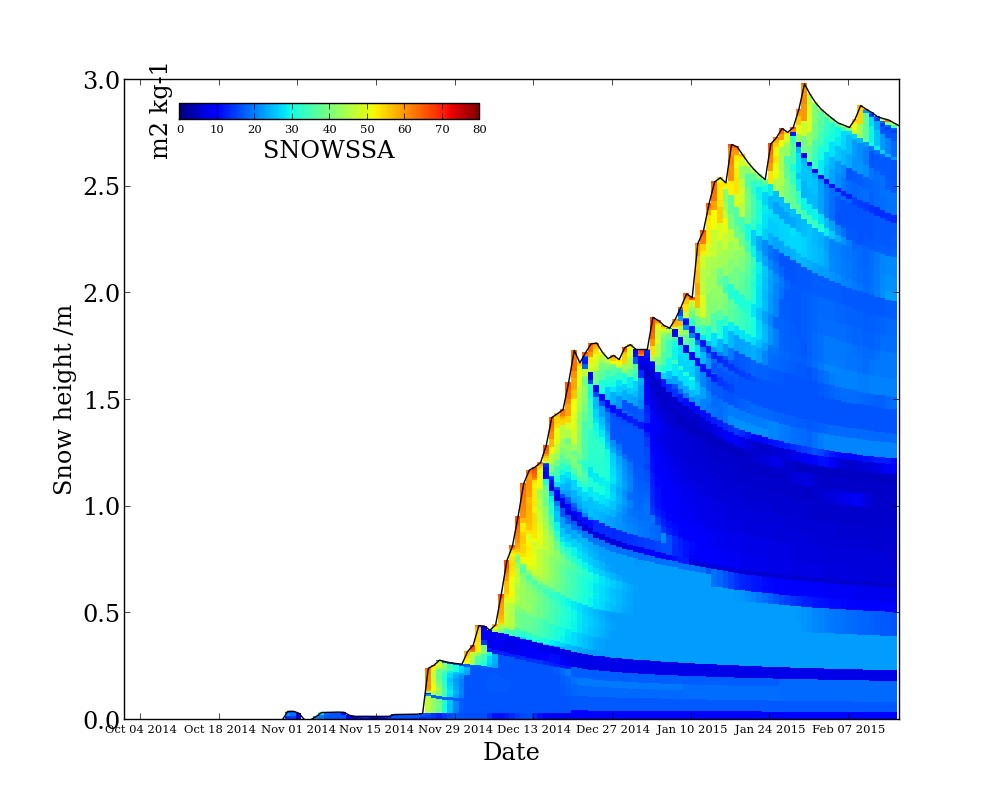 m2 kg-1
0 10 20 30 40 50 60 70 80
SNOWSSA
Snow height /m
3.0
2.5
2.0
1.5
1.0
0.5
0.0
Oct 04 2014 Oct 18 2014 Nov 01 2014 Nov 15 2014 Nov 29 2014 Dec 13 2014 Dec 27 2014 Jan 10 2015 Jan 24 2015 Feb 07 2015
Date